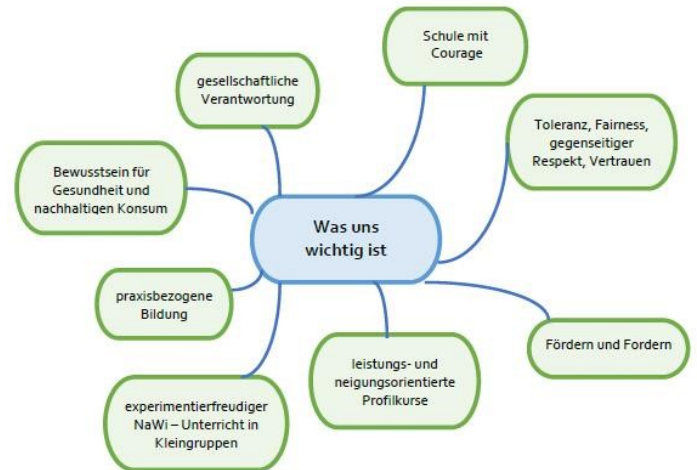 Schule mit
Courage
gesellschaftliche
Verantwortung
Toleranz, Fairness,
gegenseitiger
Respekt, Vertrauen
Bewusstsein für
Gesundheit und
nachhaltigen Konsum
Was uns
wichtig ist
praxisbezogene
Bildung
Fördern und Fordern
leistungs- und
neigungsorientierte
Profilkurse
experimentierfreudiger
NaWi – Unterricht in
Kleingruppen